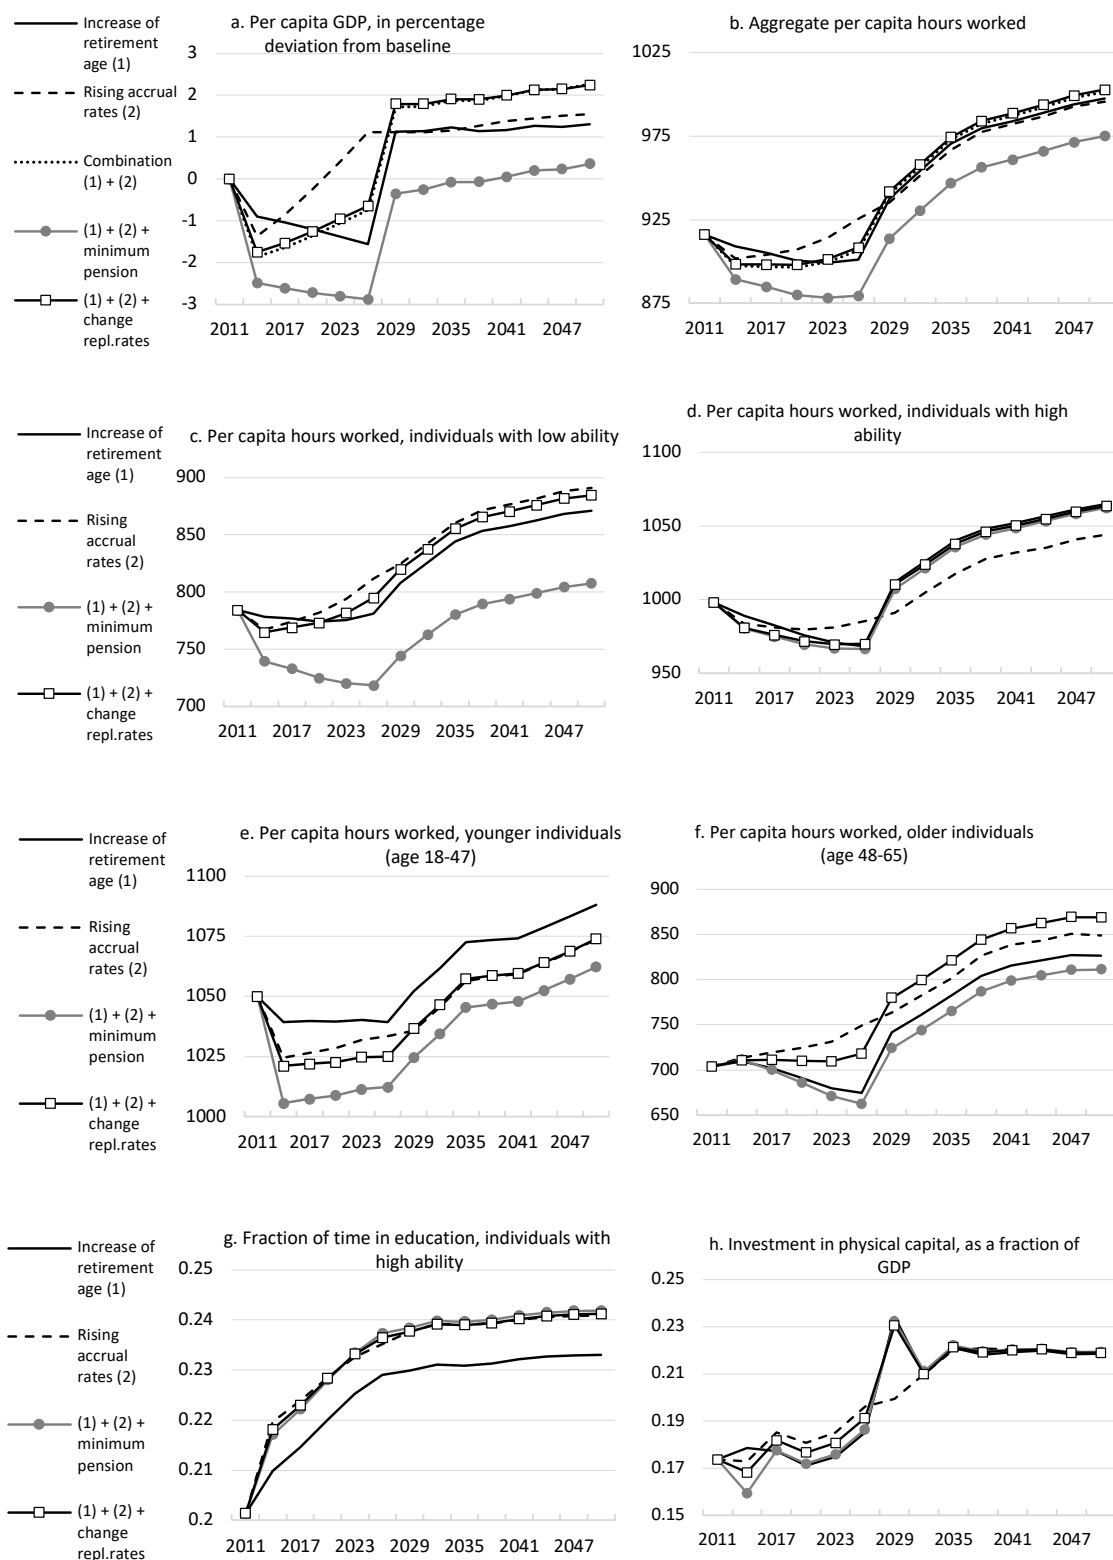 Increase of
retirement
age (1)
Rising accrual
rates (2)
Combination
(1) + (2)
(1) + (2) +
minimum
pension
(1) + (2) +
change
repl.rates
a. Per capita GDP, in percentage
deviation from baseline
3
2
1
0
-1
-2
-3
2011 2017 2023 2029 2035 2041 2047
b. Aggregate per capita hours worked
1025
975
925
875
2011 2017 2023 2029 2035 2041 2047
Increase of
retirement
age (1)
Rising
accrual
rates (2)
(1) + (2) +
minimum
pension
(1) + (2) +
change
repl.rates
c. Per capita hours worked, individuals with low ability
900
850
800
750
700
2011 2017 2023 2029 2035 2041 2047
d. Per capita hours worked, individuals with high
ability
1100
1050
1000
950
2011 2017 2023 2029 2035 2041 2047
Increase of
retirement
age (1)
Rising
accrual
rates (2)
(1) + (2) +
minimum
pension
(1) + (2) +
change
repl.rates
e. Per capita hours worked, younger individuals
(age 18-47)
1100
1075
1050
1025
1000
2011 2017 2023 2029 2035 2041 2047
f. Per capita hours worked, older individuals
(age 48-65)
900
850
800
750
700
650
2011 2017 2023 2029 2035 2041 2047
Increase of
retirement
age (1)
Rising
accrual
rates (2)
(1) + (2) +
minimum
pension
(1) + (2) +
change
repl.rates
g. Fraction of time in education, individuals with
high ability
0.25
0.24
0.23
0.22
0.21
0.2
2011 2017 2023 2029 2035 2041 2047
h. Investment in physical capital, as a fraction of
GDP
0.25
0.23
0.21
0.19
0.17
0.15
2011 2017 2023 2029 2035 2041 2047